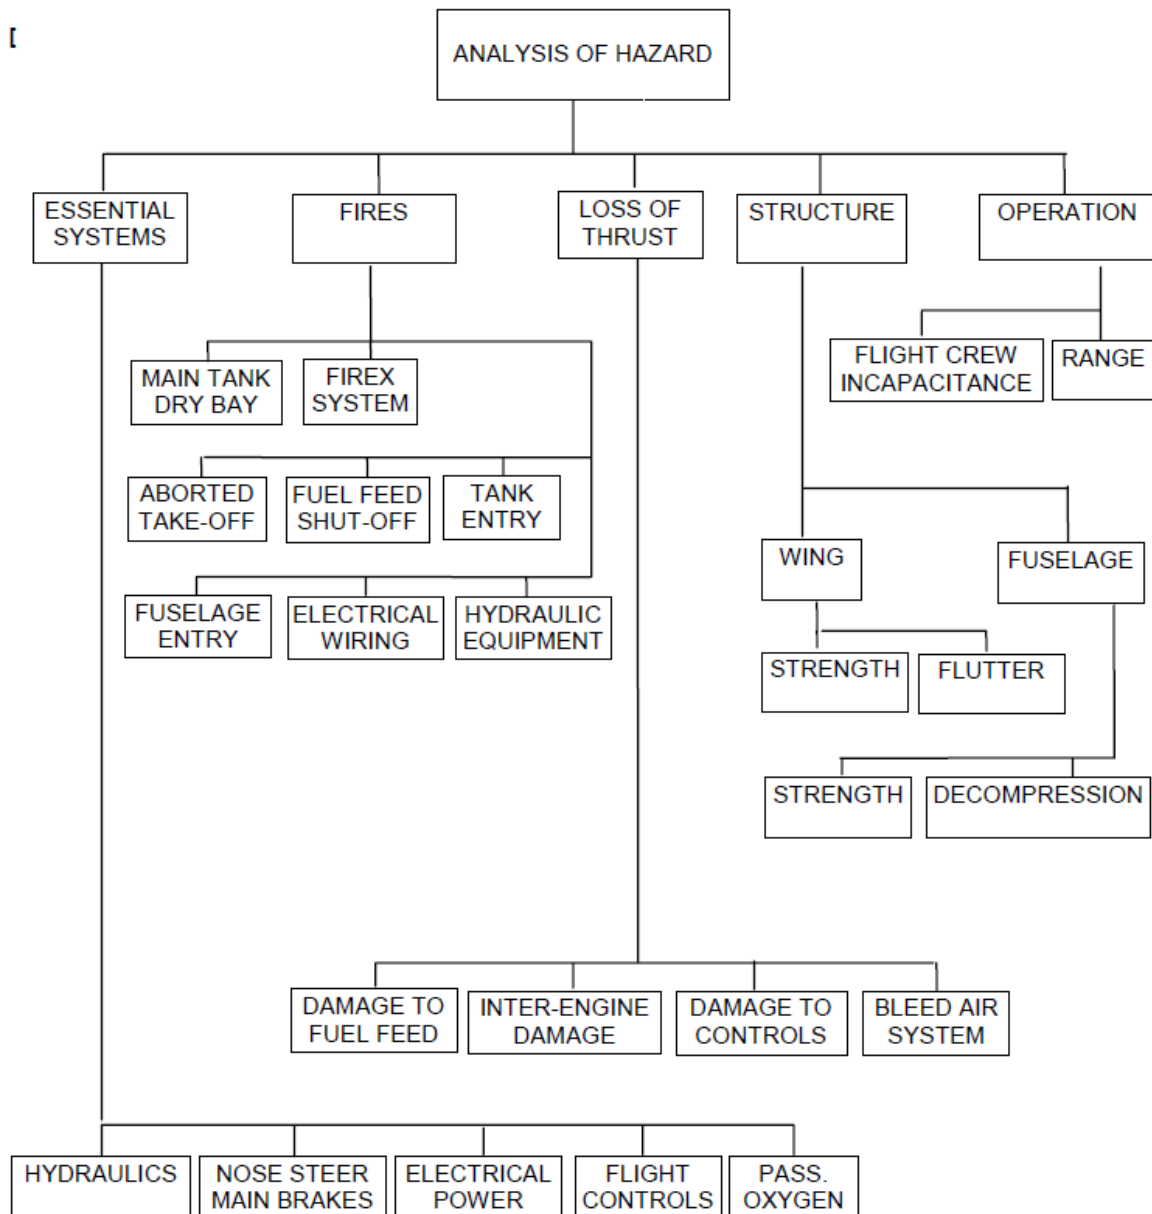 [
ANALYSIS OF HAZARD
ESSENTIAL
SYSTEMS
FIRES
LOSS OF
THRUST
STRUCTURE
OPERATION
FLIGHT CREW
INCAPACITANCE
RANGE
MAIN TANK
DRY BAY
FIREX
SYSTEM
ABORTED
TAKE-OFF
FUEL FEED
SHUT-OFF
TANK
ENTRY
WING
FUSELAGE
FUSELAGE
ENTRY
ELECTRICAL
WIRING
HYDRAULIC
EQUIPMENT
STRENGTH
FLUTTER
STRENGTH
DECOMPRESSION
DAMAGE TO
FUEL FEED
INTER-ENGINE
DAMAGE
DAMAGE TO
CONTROLS
BLEED AIR
SYSTEM
HYDRAULICS
NOSE STEER
MAIN BRAKES
ELECTRICAL
POWER
FLIGHT
CONTROLS
PASS.
OXYGEN